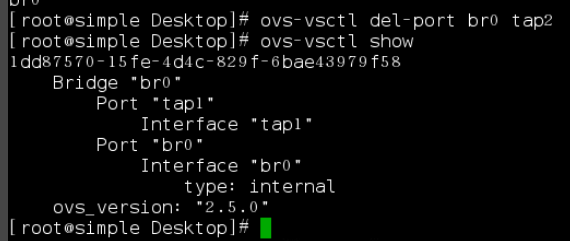 br0
[root@simple Desktop]# ovs-vsctl del-port br0 tap2
[root@simple Desktop]# ovs-vsctl show
1dd87570-15fe-4d4c-829f-6bae43979f58
    Bridge "br0"
        Port "tap1"
            Interface "tap1"
        Port "br0"
            Interface "br0"
                type: internal
    ovs_version: "2.5.0"
[root@simple Desktop]#